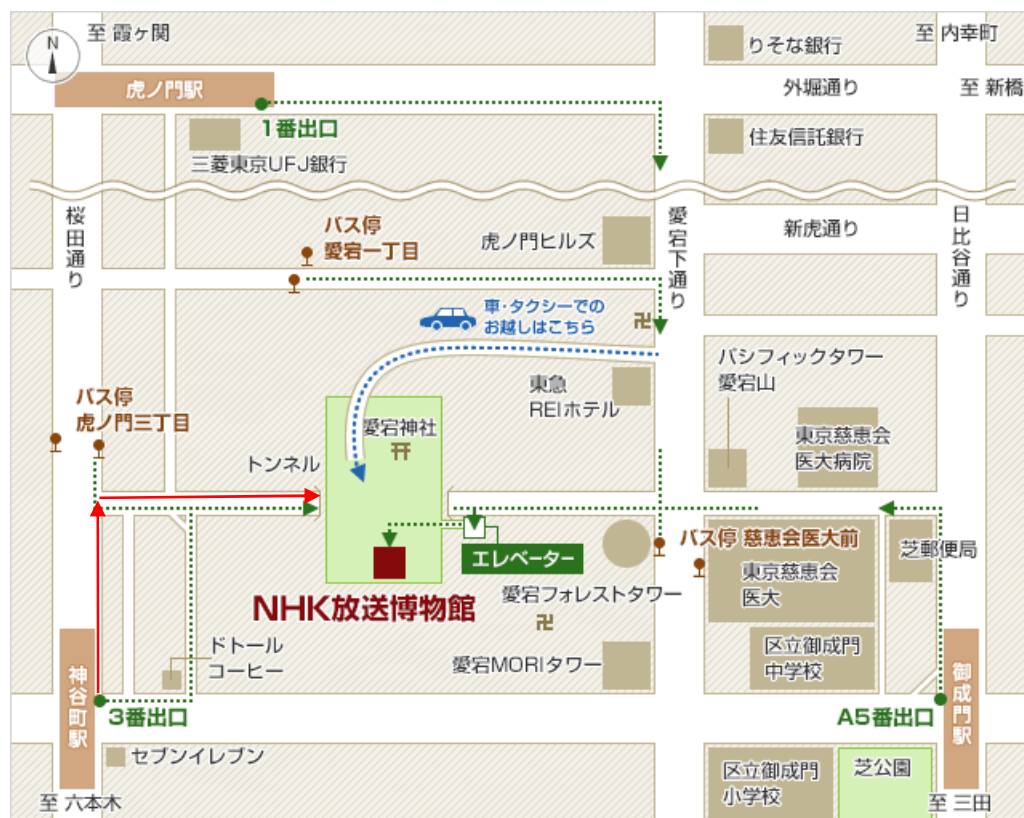 N
至 霞ヶ関
りそな銀行
至 内幸町
虎ノ門駅
外堀通り
至 新橋
1番出口
住友信託銀行
三菱東京UFJ銀行
桜田通り
バス停
愛宕一丁目
虎ノ門ヒルズ
愛宕下通り
新虎通り
日比谷通り
車・タクシーでの
お越しはこちら
卍
パシフィックタワー
愛宕山
東急
REIホテル
バス停
虎ノ門三丁目
愛宕神社
東京慈恵会
医大病院
トンネル
エレベーター
バス停 慈恵会医大前
芝郵便局
東京慈恵会
医大
NHK放送博物館
愛宕フォレストタワー
卍
ドトール
コーヒー
愛宕MORIタワー
区立御成門
中学校
神谷町駅
3番出口
A5番出口
御成門駅
セブンイレブン
区立御成門
小学校
芝公園
至 六本木
至 三田